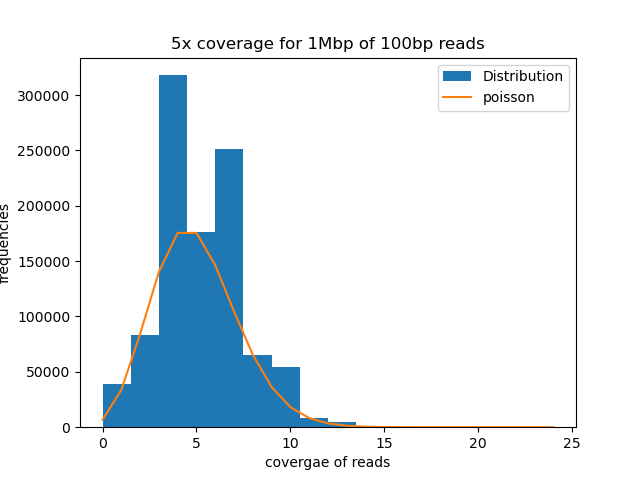 5x coverage for 1Mbp of 100bp reads
Distribution
poisson
300000
250000
200000
150000
100000
50000
0
frequencies
0 5 10 15 20 25
covergae of reads